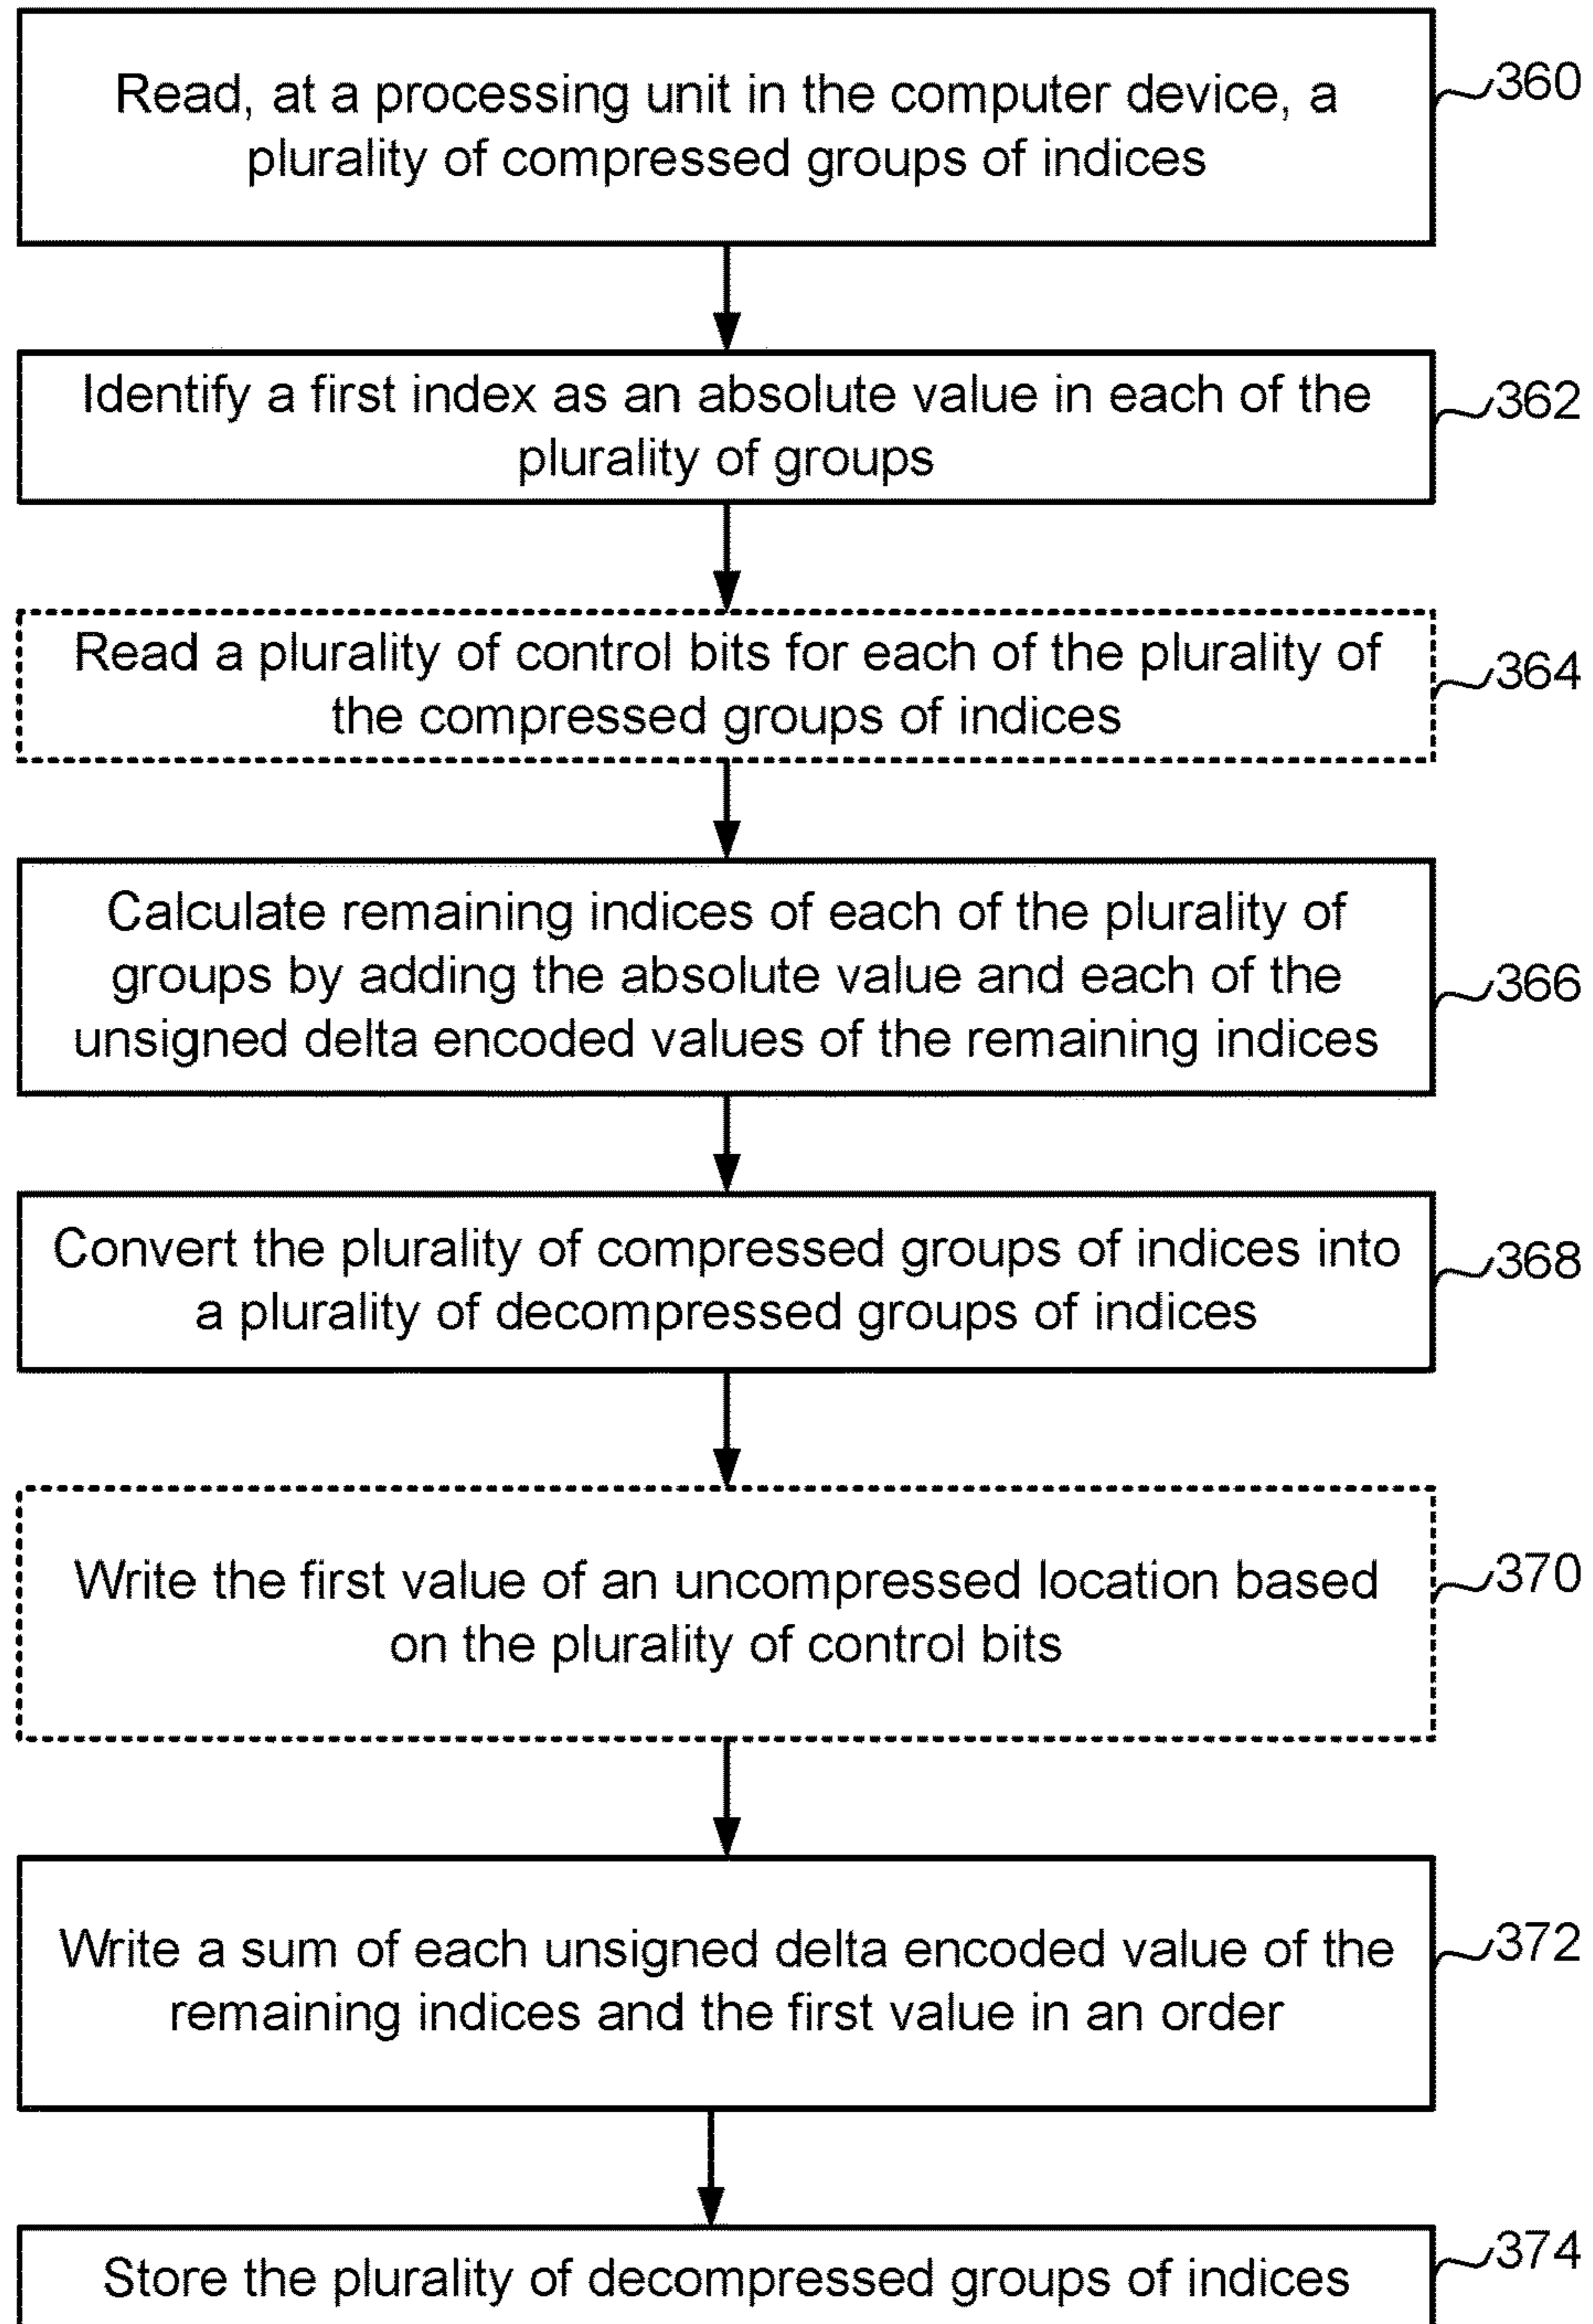 Read, at a processing unit in the computer device, a
plurality of compressed groups of indices
360
Identify a first index as an absolute value in each of the
plurality of groups
362
Read a plurality of control bits for each of the plurality of
the compressed groups of indices
364
Calculate remaining indices of each of the plurality of
groups by adding the absolute value and each of the
unsigned delta encoded values of the remaining indices
366
Convert the plurality of compressed groups of indices into
a plurality of decompressed groups of indices
368
Write the first value of an uncompressed location based
on the plurality of control bits
370
Write a sum of each unsigned delta encoded value of the
remaining indices and the first value in an order
372
Store the plurality of decompressed groups of indices
374